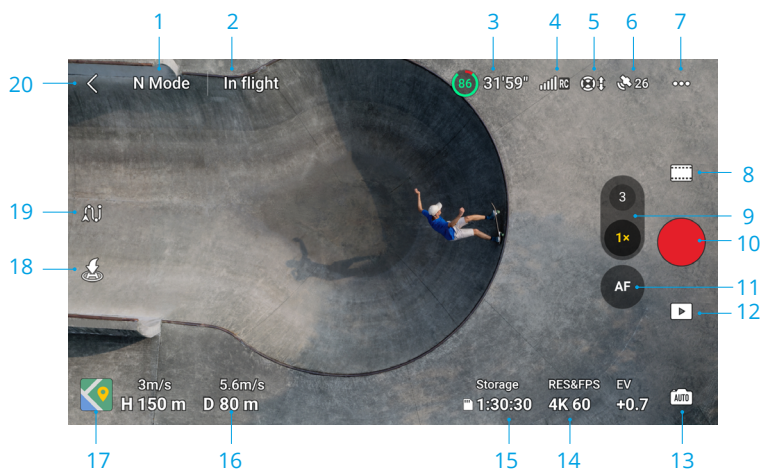 1 2 3 4 5 6 7
20 N Mode In flight 86 31'59" RC 26
8
3
9
1×
10
19
18
AF 11
12
3m/s 5.6m/s Storage RES&FPS EV
H 150 m D 80 m 1:30:30 4K 60 +0.7 AUTO
17 16 15 14 13